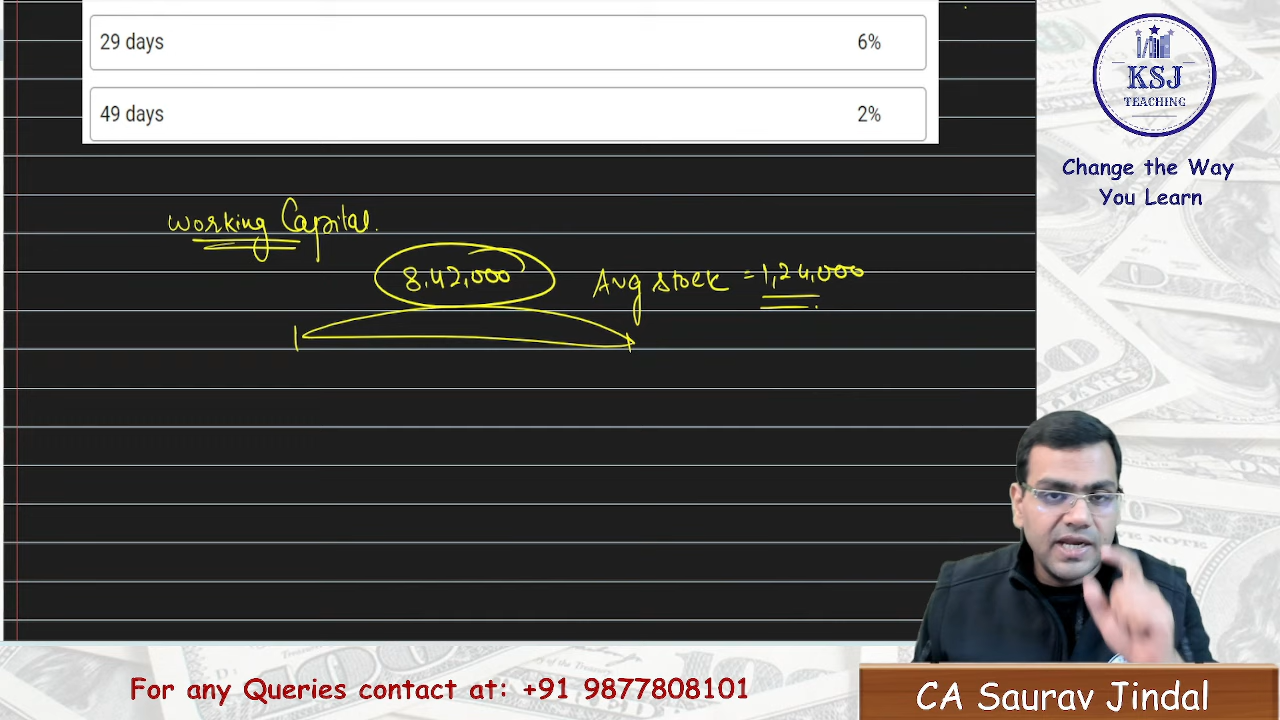 29 days 6%
49 days 2%
KSJ
TEACHING
Change the Way
You Learn
Working Capital.
8,42,000 Avg stock = 1,24,000
For any Queries contact at: +91 9877808101
CA Saurav Jindal